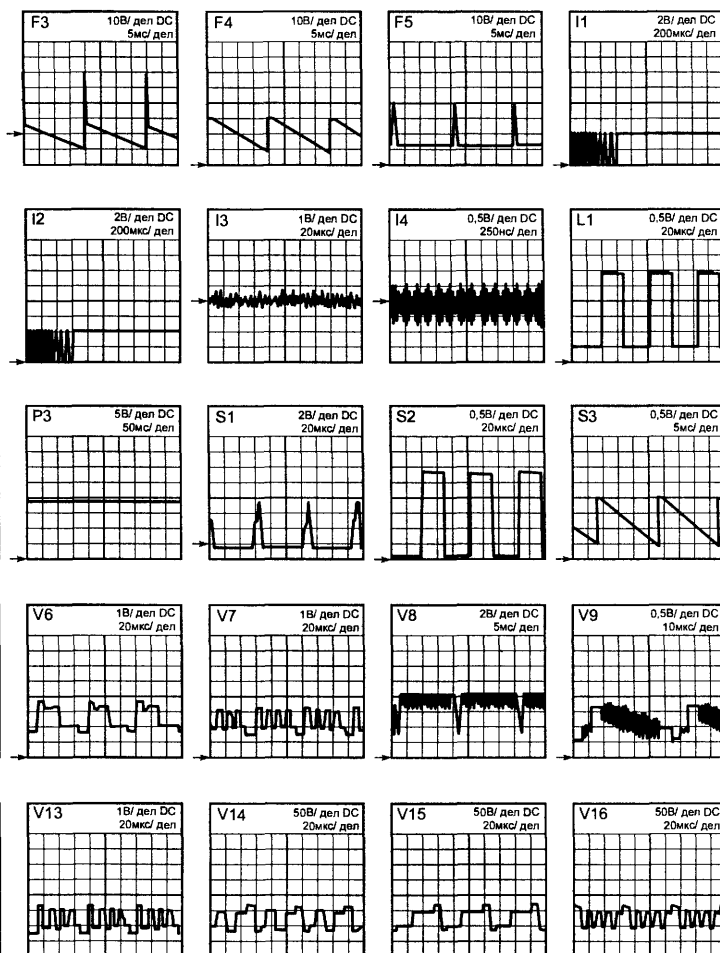 F3 10В/ дел DC
5мс/ дел
F4 10В/ дел DC
5мс/ дел
F5 10В/ дел DC
5мс/ дел
I1 2В/ дел DC
200мкс/ дел
I2 2В/ дел DC
200мкс/ дел
I3 1В/ дел DC
20мкс/ дел
I4 0,5В/ дел DC
250нс/ дел
L1 0,5В/ дел DC
20мкс/ дел
P3 5В/ дел DC
50мс/ дел
S1 2В/ дел DC
20мкс/ дел
S2 0,5В/ дел DC
20мкс/ дел
S3 0,5В/ дел DC
5мс/ дел
V6 1В/ дел DC
20мкс/ дел
V7 1В/ дел DC
20мкс/ дел
V8 2В/ дел DC
5мс/ дел
V9 0,5В/ дел DC
10мкс/ дел
V13 1В/ дел DC
20мкс/ дел
V14 50В/ дел DC
20мкс/ дел
V15 50В/ дел DC
20мкс/ дел
V16 50В/ дел DC
20мкс/ дел